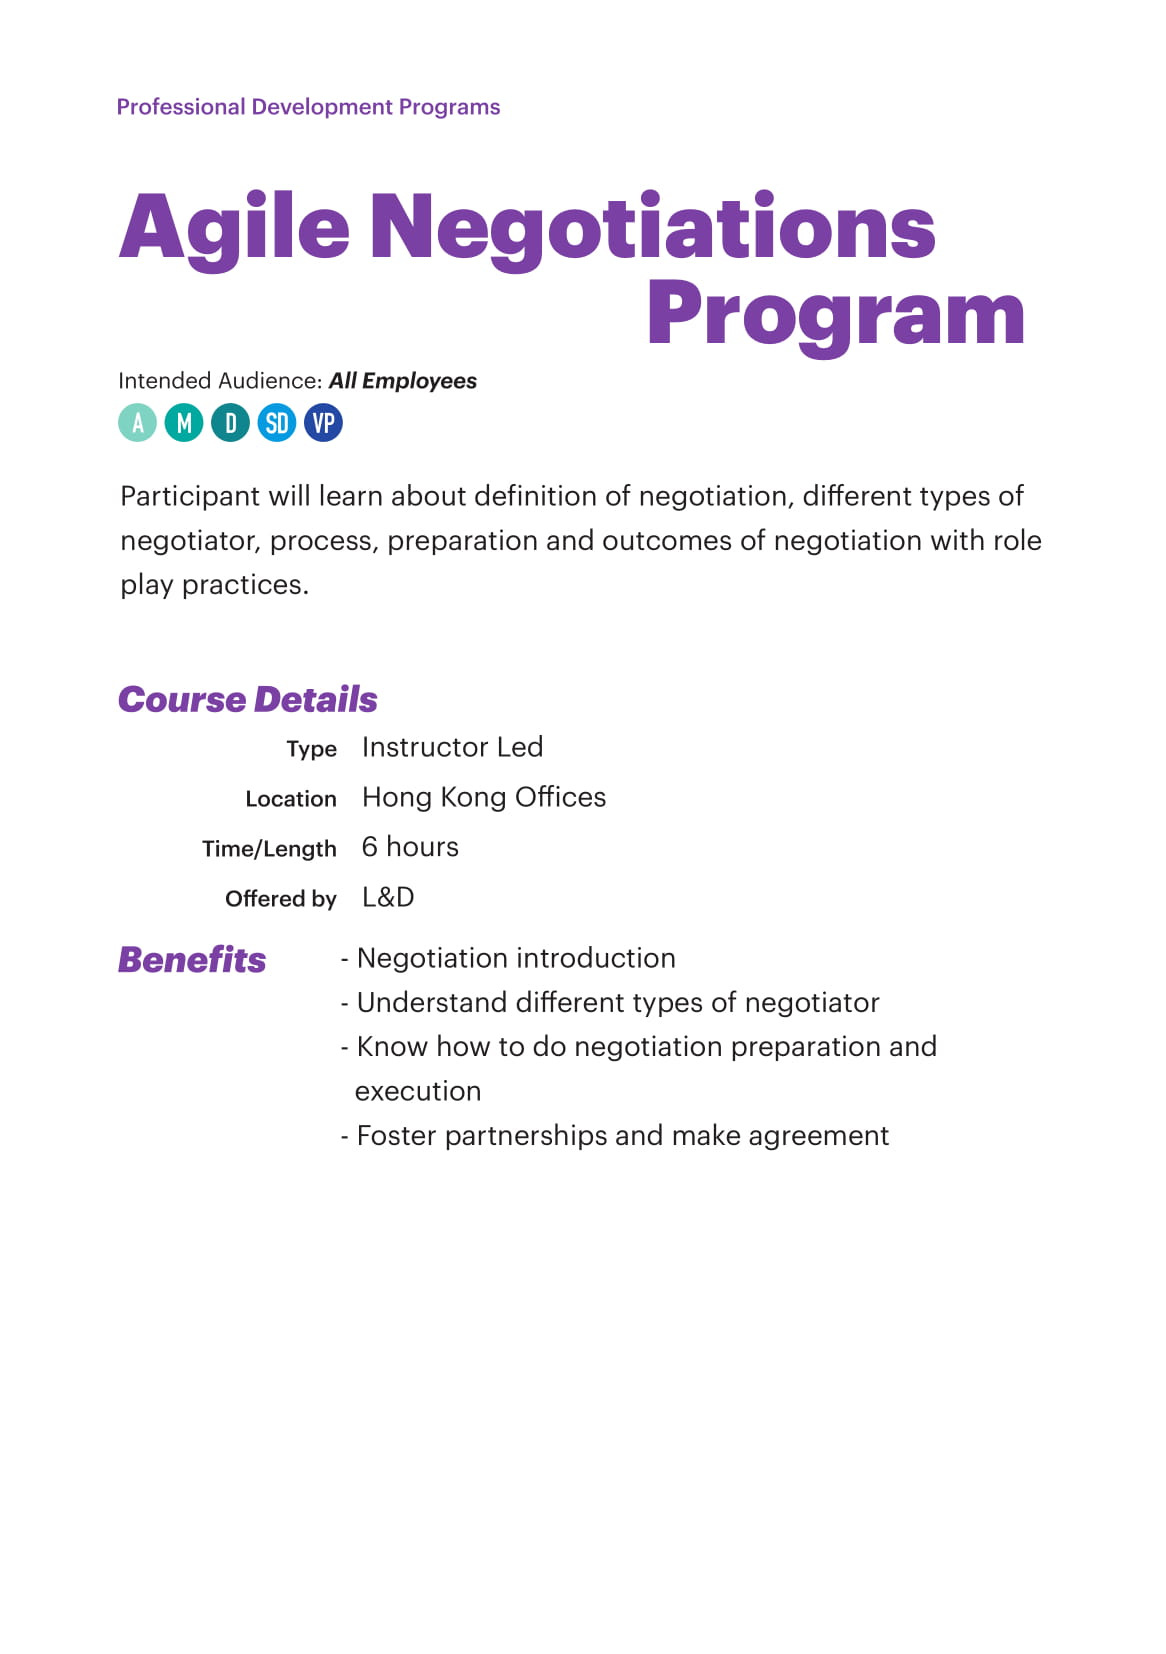 Professional Development Programs
Agile Negotiations
Program
Intended Audience: All Employees
A M D SD VP
Participant will learn about definition of negotiation, different types of
negotiator, process, preparation and outcomes of negotiation with role
play practices.
Course Details
Type Instructor Led
Location Hong Kong Offices
Time/Length 6 hours
Offered by L&D
Benefits - Negotiation introduction
- Understand different types of negotiator
- Know how to do negotiation preparation and
execution
- Foster partnerships and make agreement